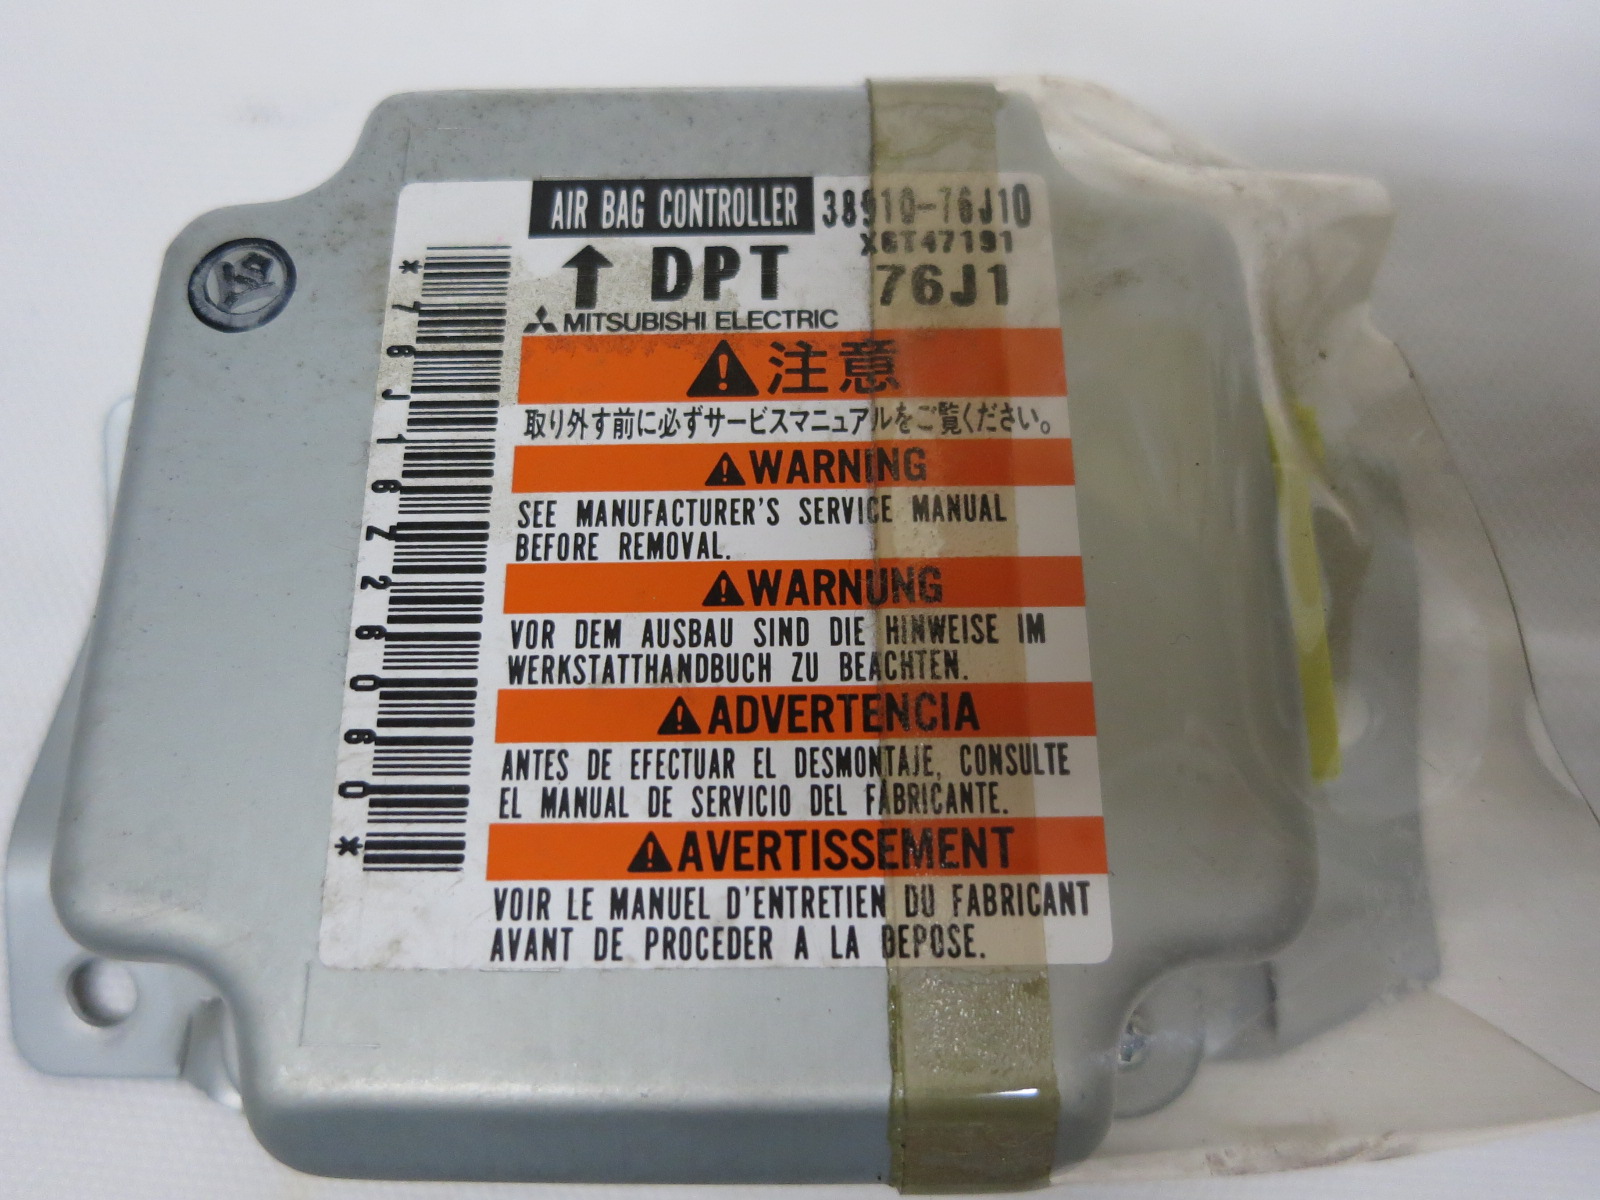 AIR BAG CONTROLLER 38910-76J10
X6T47191
↑ DPT 76J1
MITSUBISHI ELECTRIC
*76J16Z26060*
注意
取り外す前に必ずサービスマニュアルをご覧ください。
WARNING
SEE MANUFACTURER'S SERVICE MANUAL
BEFORE REMOVAL.
WARNUNG
VOR DEM AUSBAU SIND DIE HINWEISE IM
WERKSTATTHANDBUCH ZU BEACHTEN.
ADVERTENCIA
ANTES DE EFECTUAR EL DESMONTAJE, CONSULTE
EL MANUAL DE SERVICIO DEL FABRICANTE.
AVERTISSEMENT
VOIR LE MANUEL D'ENTRETIEN DU FABRICANT
AVANT DE PROCEDER A LA DEPOSE.